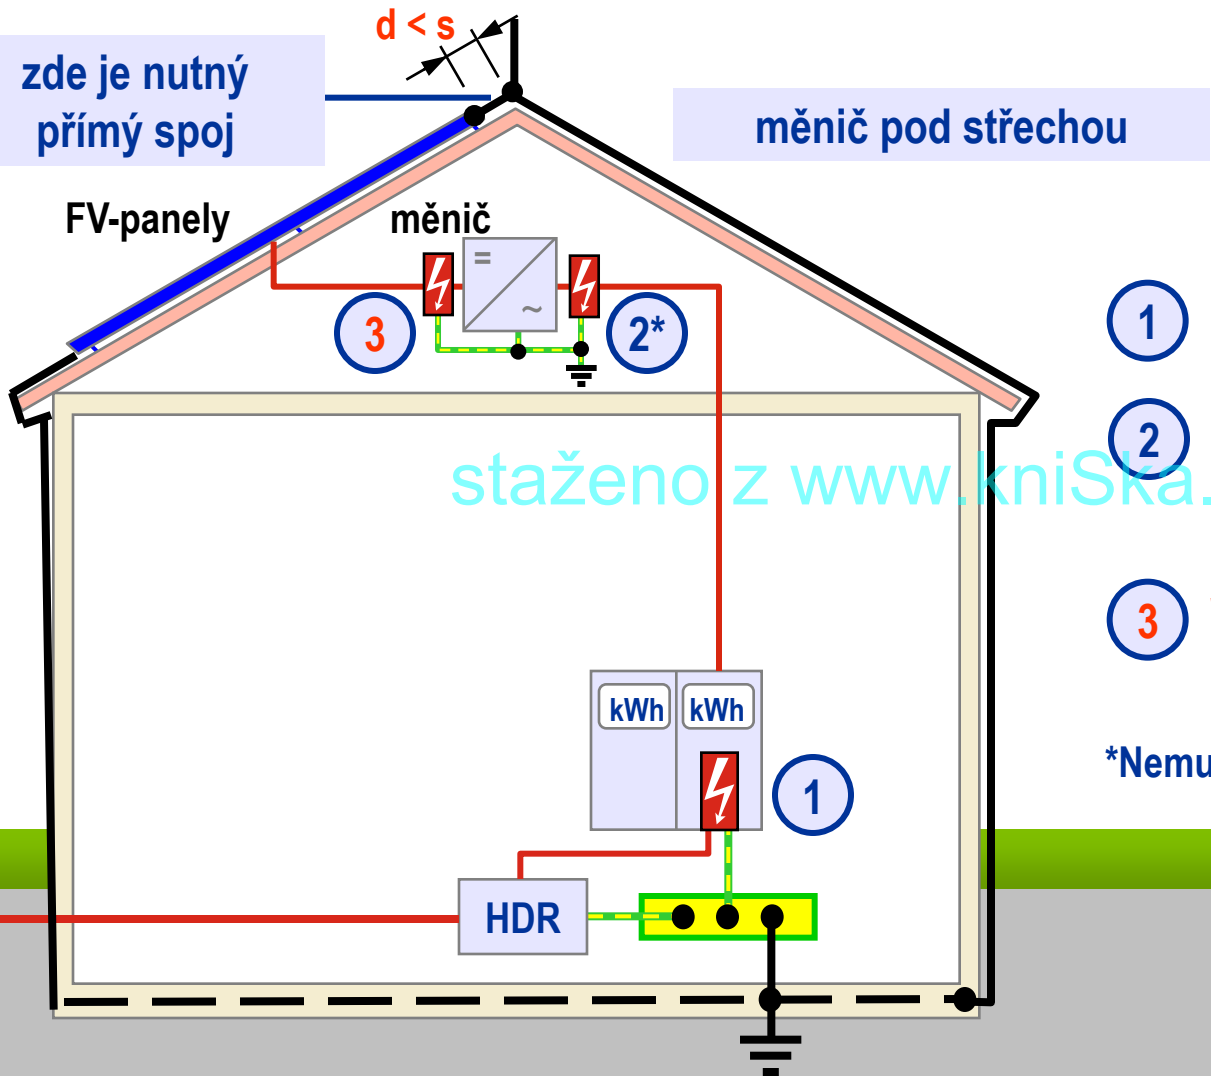 d < s
zde je nutný
přímý spoj
měnič pod střechou
FV-panely
měnič
=
~
3
2*
1
2
staženo z www.kniSka.
3
kWh
kWh
*Nemu
1
HDR